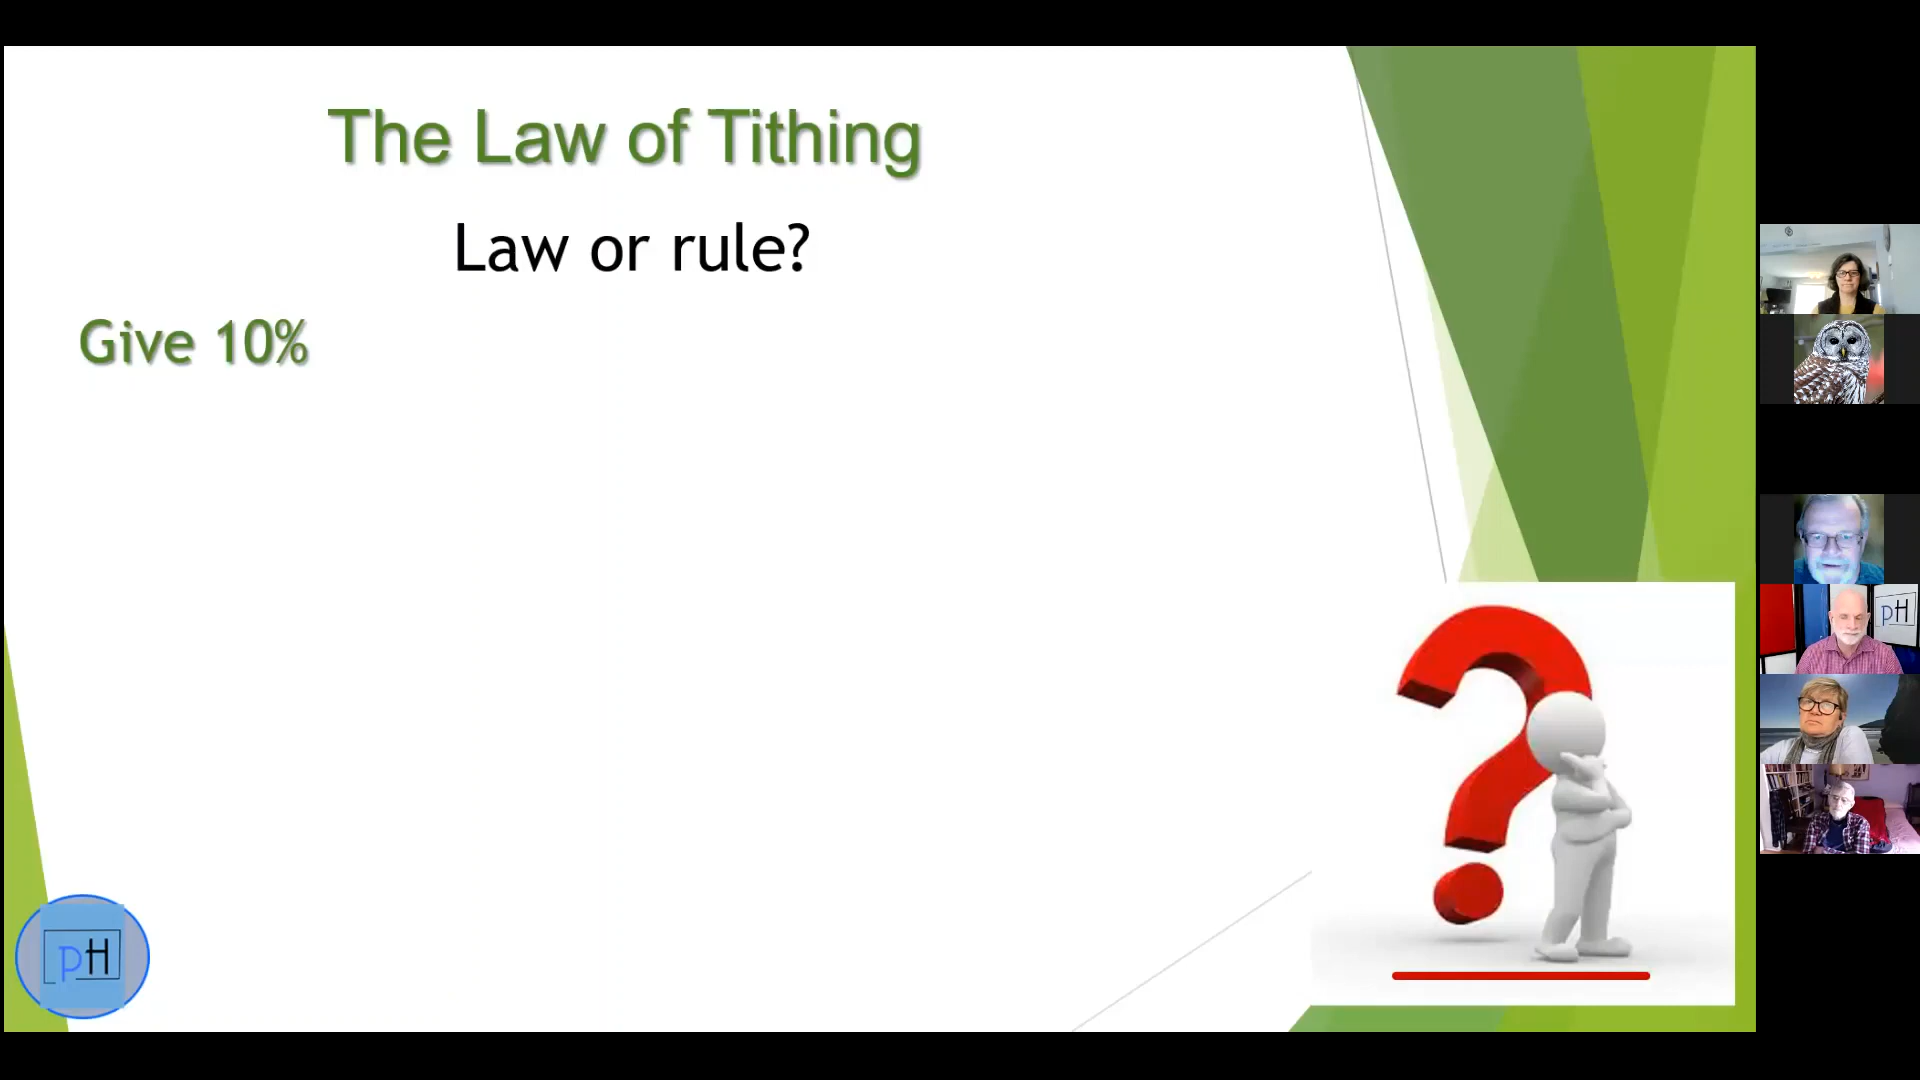 The Law of Tithing
Law or rule?
Give 10%
pH
pH